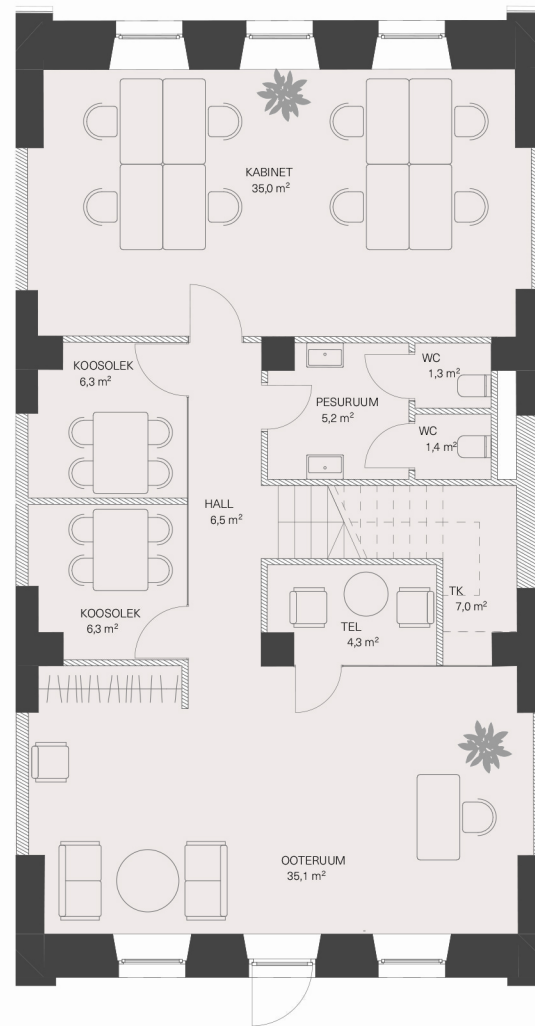 KABINET
35,0 m²
KOOSOLEK
6,3 m²
WC
1,3 m²
PESURUUM
5,2 m²
WC
1,4 m²
HALL
6,5 m²
TK
7,0 m²
KOOSOLEK
6,3 m²
TEL
4,3 m²
OOTERUUM
35,1 m²